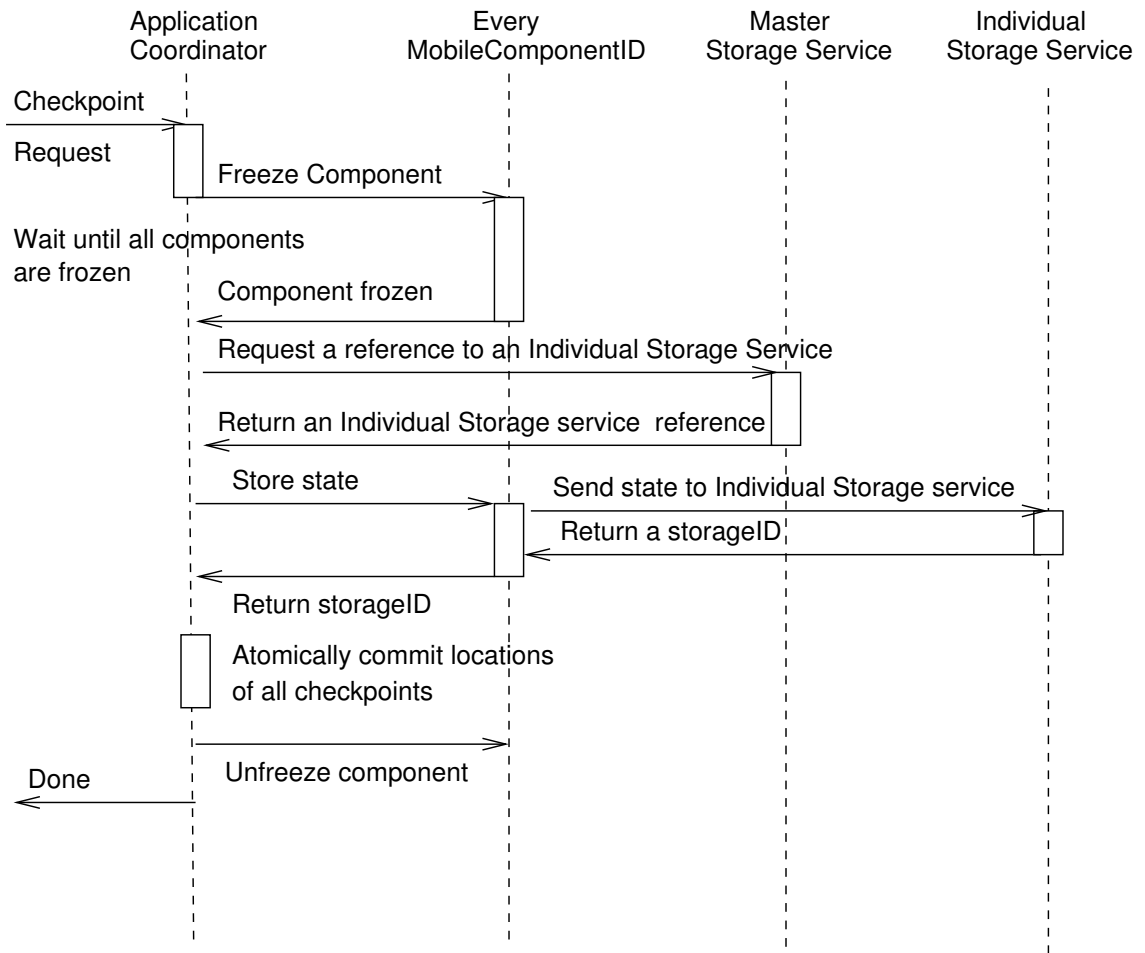 Application
Coordinator
Every
MobileComponentID
Master
Storage Service
Individual
Storage Service
Checkpoint
Request
Freeze Component
Wait until all components
are frozen
Component frozen
Request a reference to an Individual Storage Service
Return an Individual Storage service reference
Store state
Send state to Individual Storage service
Return a storageID
Return storageID
Atomically commit locations
of all checkpoints
Unfreeze component
Done